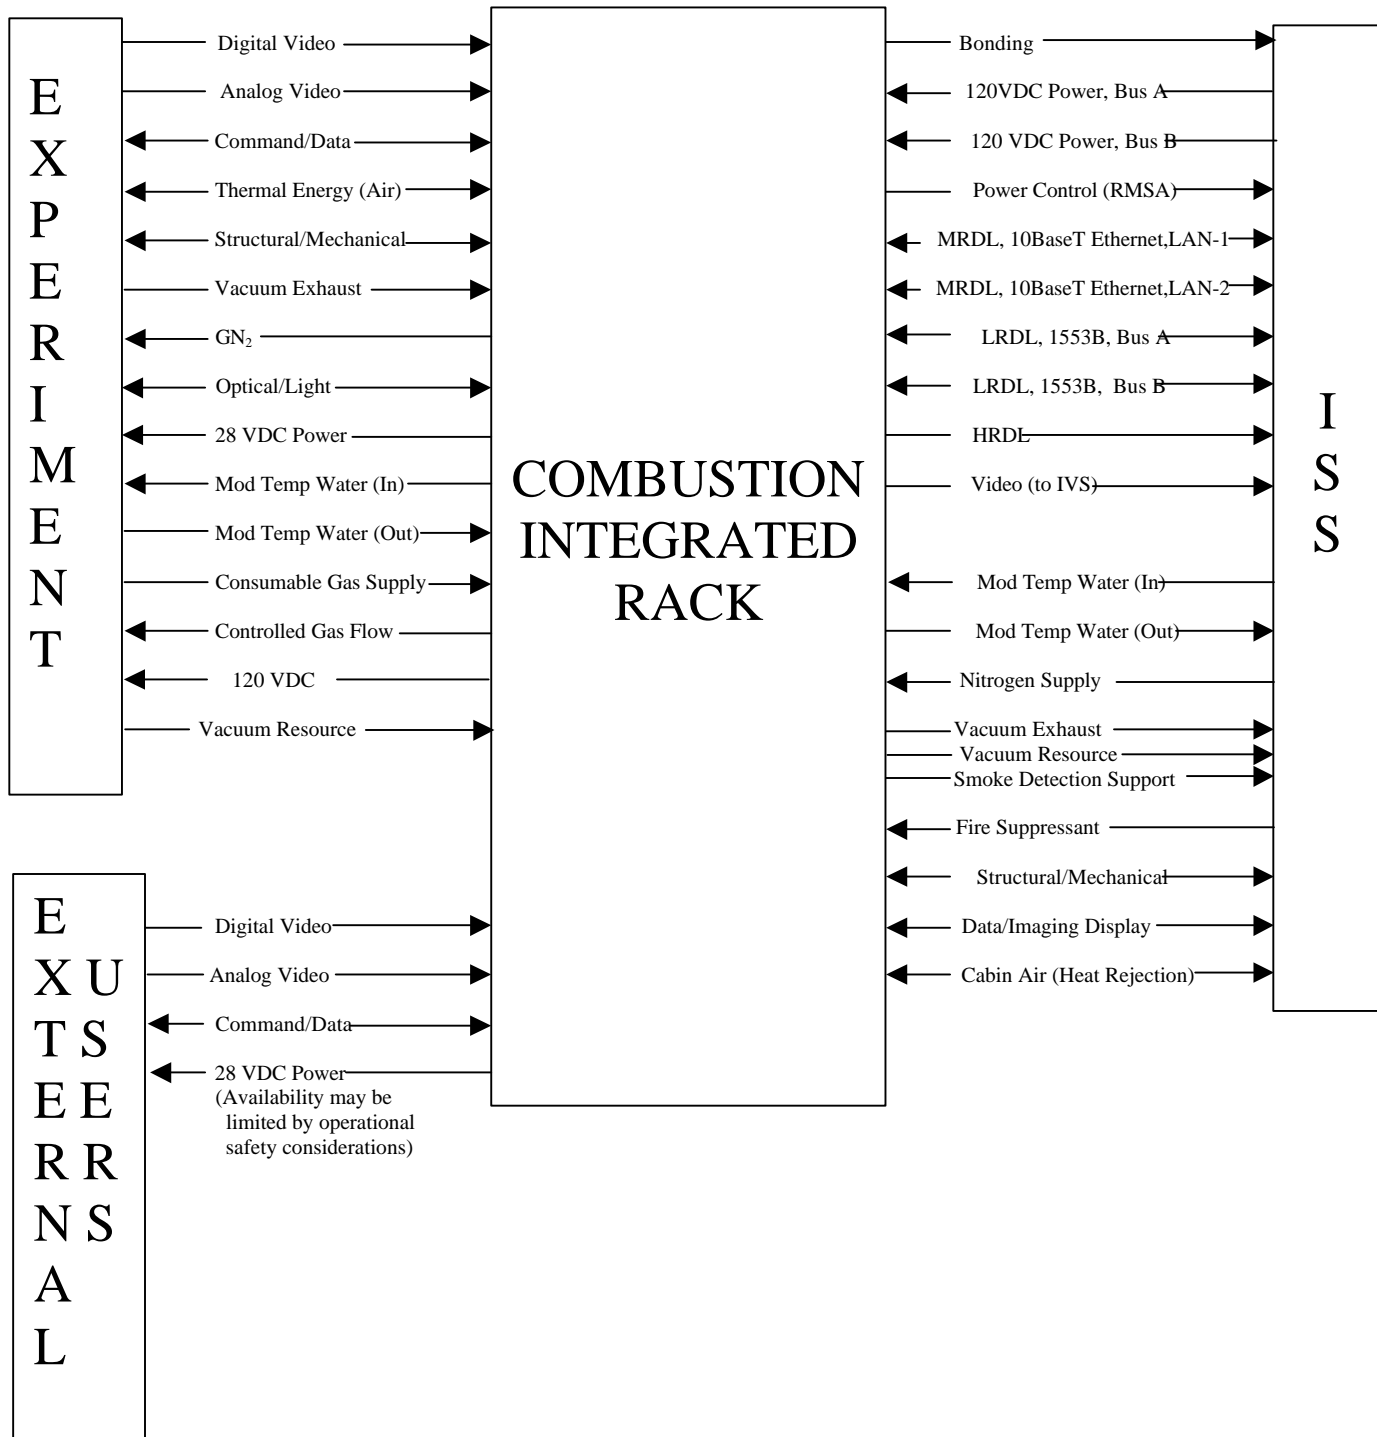 EXPERIMENT
Digital Video
Analog Video
Command/Data
Thermal Energy (Air)
Structural/Mechanical
Vacuum Exhaust
GN₂
Optical/Light
28 VDC Power
Mod Temp Water (In)
Mod Temp Water (Out)
Consumable Gas Supply
Controlled Gas Flow
120 VDC
Vacuum Resource
EXTERNAL
USERS
Digital Video
Analog Video
Command/Data
28 VDC Power
(Availability may be
limited by operational
safety considerations)
COMBUSTION
INTEGRATED
RACK
Bonding
120VDC Power, Bus A
120 VDC Power, Bus B
Power Control (RMSA)
MRDL, 10BaseT Ethernet,LAN-1
MRDL, 10BaseT Ethernet,LAN-2
LRDL, 1553B, Bus A
LRDL, 1553B, Bus B
HRDL
Video (to IVS)
Mod Temp Water (In)
Mod Temp Water (Out)
Nitrogen Supply
Vacuum Exhaust
Vacuum Resource
Smoke Detection Support
Fire Suppressant
Structural/Mechanical
Data/Imaging Display
Cabin Air (Heat Rejection)
ISS